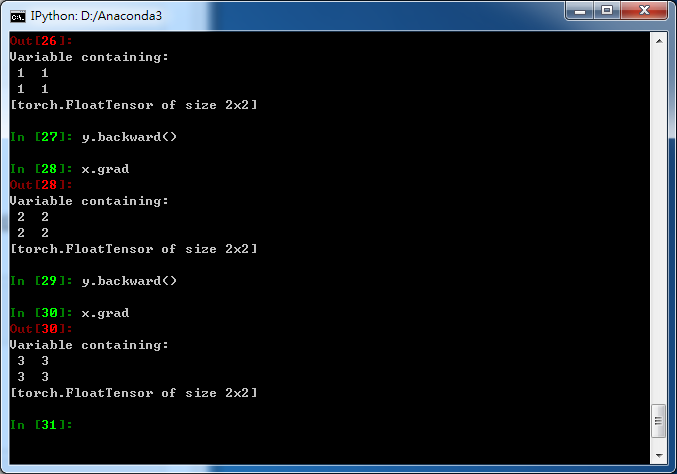 IPython: D:/Anaconda3
Out[26]:
Variable containing:
 1  1
 1  1
[torch.FloatTensor of size 2x2]
In [27]: y.backward()
In [28]: x.grad
Out[28]:
Variable containing:
 2  2
 2  2
[torch.FloatTensor of size 2x2]
In [29]: y.backward()
In [30]: x.grad
Out[30]:
Variable containing:
 3  3
 3  3
[torch.FloatTensor of size 2x2]
In [31]: